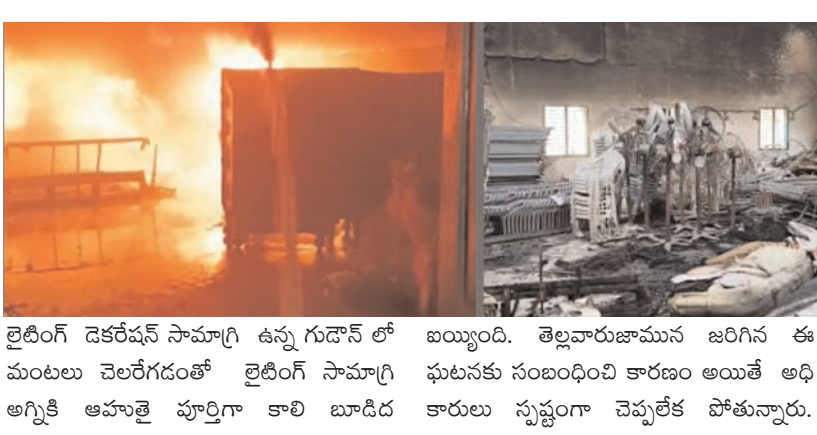 లైటింగ్ డెకరేషన్ సామాగ్రి ఉన్న గుడౌన్ లో
మంటలు చెలరేగడంతో లైటింగ్ సామాగ్రి
అగ్నికి ఆహుతై పూర్తిగా కాలి బూడిద
ఐయ్యింది. తెల్లవారుజామున జరిగిన ఈ
ఘటనకు సంబంధించి కారణం అయితే అధి
కారులు స్పష్టంగా చెప్పలేక పోతున్నారు.